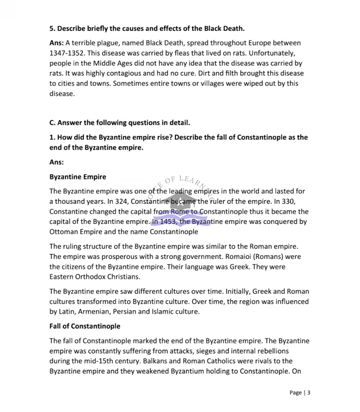 5. Describe briefly the causes and effects of the Black Death.
Ans: A terrible plague, named Black Death, spread throughout Europe between
1347-1352. This disease was carried by fleas that lived on rats. Unfortunately,
people in the Middle Ages did not have any idea that the disease was carried by
rats. It was highly contagious and had no cure. Dirt and filth brought this disease
to cities and towns. Sometimes entire towns or villages were wiped out by this
disease.
C. Answer the following questions in detail.
1. How did the Byzantine empire rise? Describe the fall of Constantinople as the
end of the Byzantine empire.
Ans:
Byzantine Empire
The Byzantine empire was one of the leading empires in the world and lasted for
a thousand years. In 324, Constantine became the ruler of the empire. In 330,
Constantine changed the capital from Rome to Constantinople thus it became the
capital of the Byzantine empire. In 1453, the Byzantine empire was conquered by
Ottoman Empire and the name Constantinople
The ruling structure of the Byzantine empire was similar to the Roman empire.
The empire was prosperous with a strong government. Romaioi (Romans) were
the citizens of the Byzantine empire. Their language was Greek. They were
Eastern Orthodox Christians.
The Byzantine empire saw different cultures over time. Initially, Greek and Roman
cultures transformed into Byzantine culture. Over time, the region was influenced
by Latin, Armenian, Persian and Islamic culture.
Fall of Constantinople
The fall of Constantinople marked the end of the Byzantine empire. The Byzantine
empire was constantly suffering from attacks, sieges and internal rebellions
during the mid-15th century. Balkans and Roman Catholics were rivals to the
Byzantine empire and they weakened Byzantium holding to Constantinople. On
Page | 3